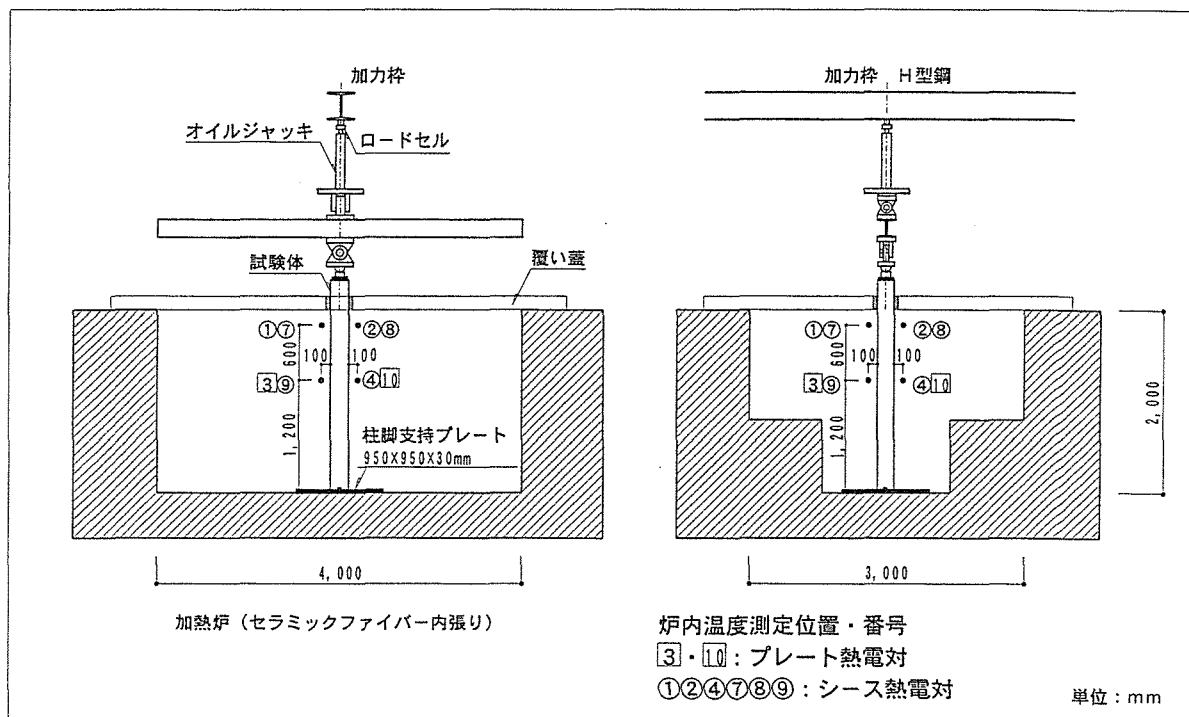 加力枠
オイルジャッキ
ロードセル
試験体
覆い蓋
①⑦
②⑧
600
100
100
3⑨
④10
1,200
柱脚支持プレート
950X950X30mm
4,000
加熱炉（セラミックファイバー内張り）
加力枠 H型鋼
①⑦
②⑧
600
100
100
3⑨
④10
1,200
2,000
3,000
炉内温度測定位置・番号
3・10：プレート熱電対
①②④⑦⑧⑨：シース熱電対
単位：mm